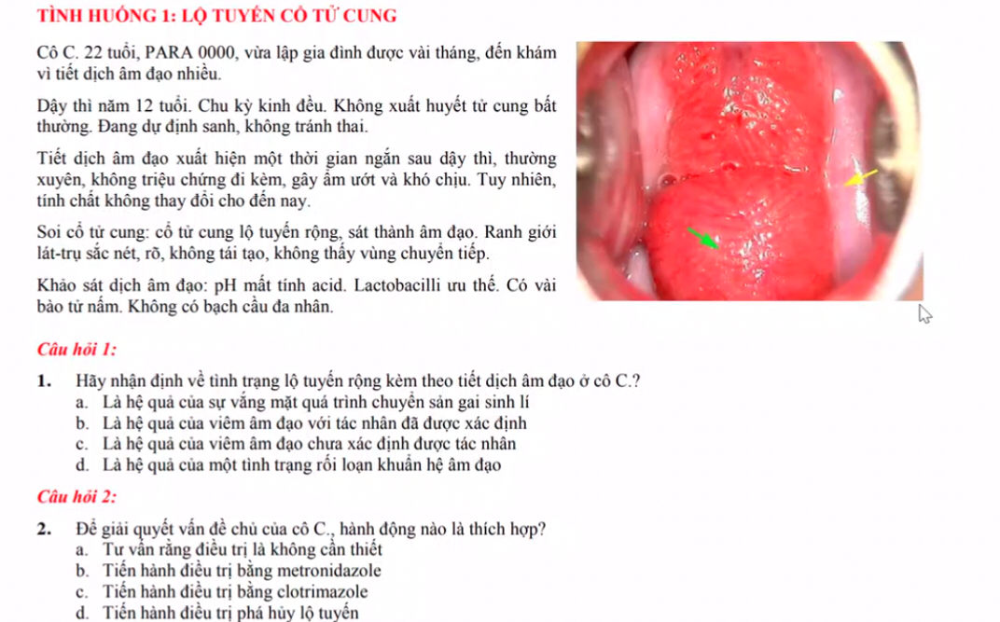 TÌNH HUỐNG 1: LỘ TUYẾN CỔ TỬ CUNG
Cô C. 22 tuổi, PARA 0000, vừa lập gia đình được vài tháng, đến khám
vì tiết dịch âm đạo nhiều.
Dậy thì năm 12 tuổi. Chu kỳ kinh đều. Không xuất huyết tử cung bất
thường. Đang dự định sanh, không tránh thai.
Tiết dịch âm đạo xuất hiện một thời gian ngắn sau dậy thì, thường
xuyên, không triệu chứng đi kèm, gây ẩm ướt và khó chịu. Tuy nhiên,
tính chất không thay đổi cho đến nay.
Soi cổ tử cung: cổ tử cung lộ tuyến rộng, sát thành âm đạo. Ranh giới
lát-trụ sắc nét, rõ, không tái tạo, không thấy vùng chuyển tiếp.
Khảo sát dịch âm đạo: pH mất tính acid. Lactobacilli ưu thế. Có vài
bào tử nấm. Không có bạch cầu đa nhân.
Câu hỏi 1:
1. Hãy nhận định về tình trạng lộ tuyến rộng kèm theo tiết dịch âm đạo ở cô C.?
a. Là hệ quả của sự vắng mặt quá trình chuyển sản gai sinh lí
b. Là hệ quả của viêm âm đạo với tác nhân đã được xác định
c. Là hệ quả của viêm âm đạo chưa xác định được tác nhân
d. Là hệ quả của một tình trạng rối loạn khuẩn hệ âm đạo
Câu hỏi 2:
2. Để giải quyết vấn đề chủ của cô C., hành động nào là thích hợp?
a. Tư vấn rằng điều trị là không cần thiết
b. Tiến hành điều trị bằng metronidazole
c. Tiến hành điều trị bằng clotrimazole
d. Tiến hành điều trị phá hủy lộ tuyến